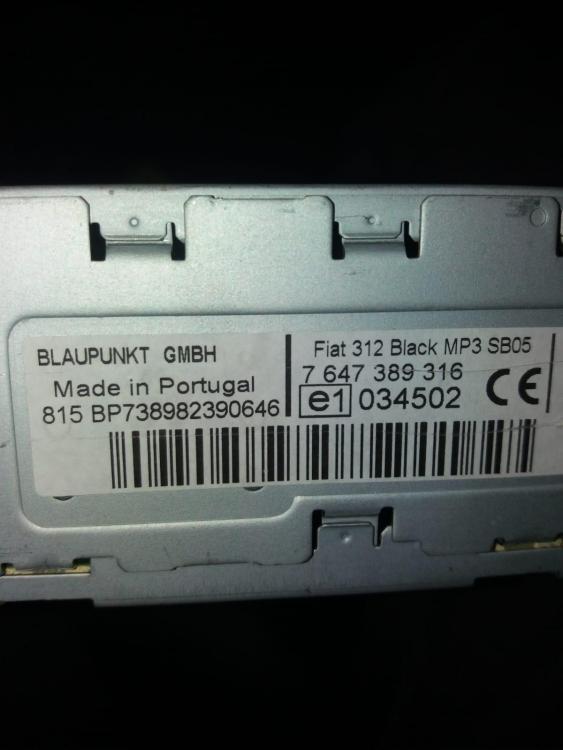 BLAUPUNKT GMBH
Made in Portugal
815 BP738982390646
Fiat 312 Black MP3 SB05
7 647 389 316
e1 034502 CE